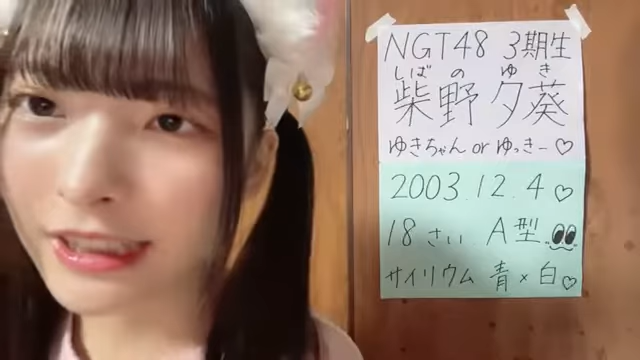 NGT48 3期生
しばのゆき
柴野夕葵
ゆきちゃん or ゆっきー♡
2003.12.4♡
18さい A型
サイリウム 青×白♡